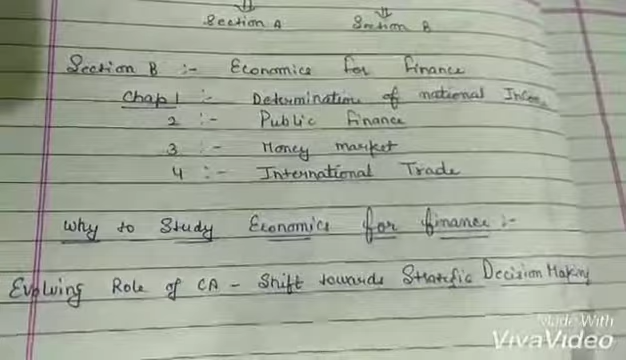 Section A Section B
Section B :- Economics for Finance
Chap 1 :- Determination of national Income
2 :- Public Finance
3 :- Money market
4 :- International Trade
Why to Study Economics for finance :-
Evolving Role of CA - Shift towards Stratefic Decision Making
Made With
VivaVideo